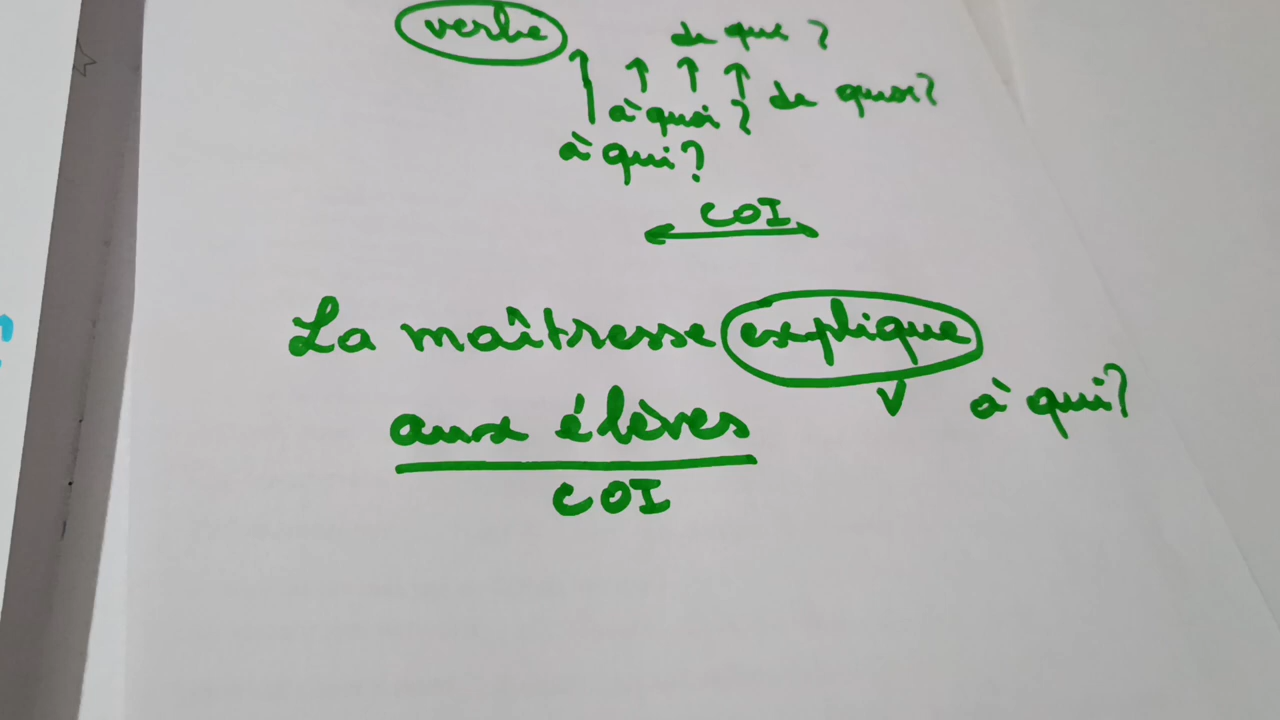 verbe
de qui ?
à quoi ? de quoi ?
à qui ?
COI
La maîtresse explique
V à qui ?
aux élèves
COI